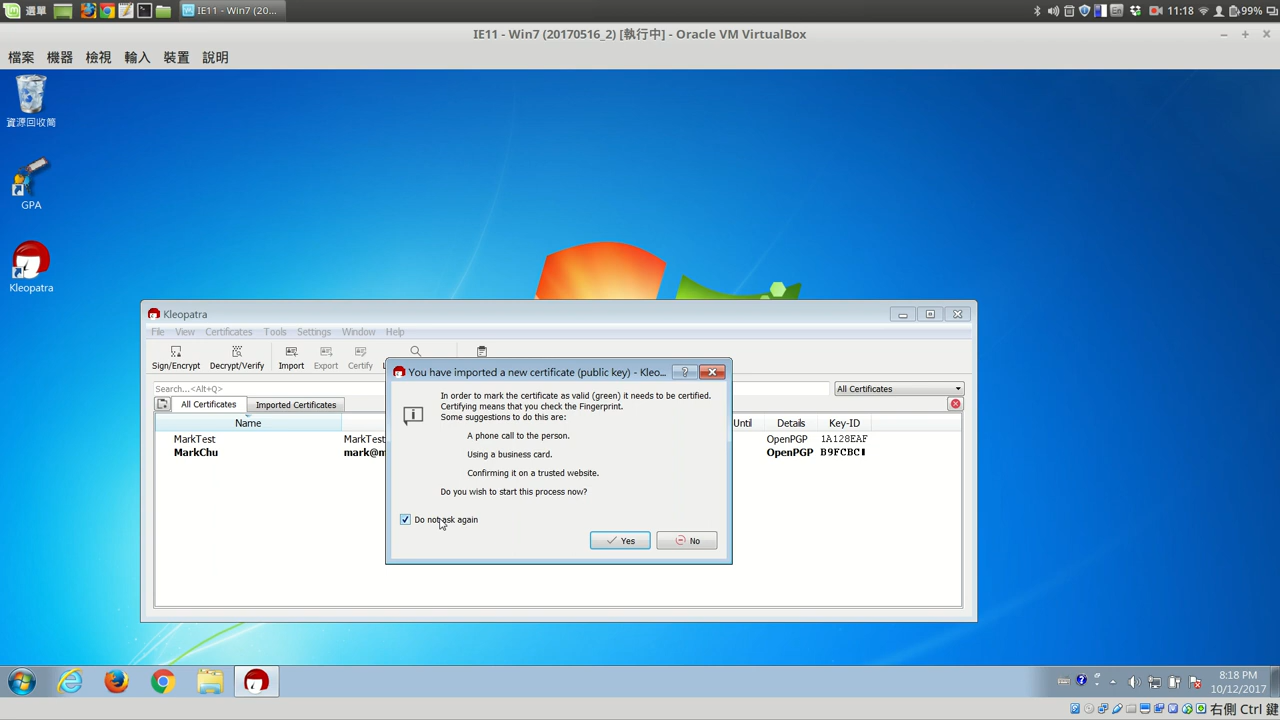 選單
IE11 - Win7 (20...
En
11:18
99%
IE11 - Win7 (20170516_2) [執行中] - Oracle VM VirtualBox
檔案 機器 檢視 輸入 裝置 說明
資源回收筒
GPA
Kleopatra
Kleopatra
File View Certificates Tools Settings Window Help
Sign/Encrypt Decrypt/Verify Import Export Certify
Search...<Alt+Q>
All Certificates
All Certificates Imported Certificates
Name Until Details Key-ID
MarkTest MarkTest OpenPGP 1A128EAF
MarkChu mark@m OpenPGP
You have imported a new certificate (public key) - Kleo...
In order to mark the certificate as valid (green) it needs to be certified.
Certifying means that you check the Fingerprint.
Some suggestions to do this are:
A phone call to the person.
Using a business card.
Confirming it on a trusted website.
Do you wish to start this process now?
Do not ask again
Yes No
8:18 PM
10/12/2017
右側 Ctrl 鍵